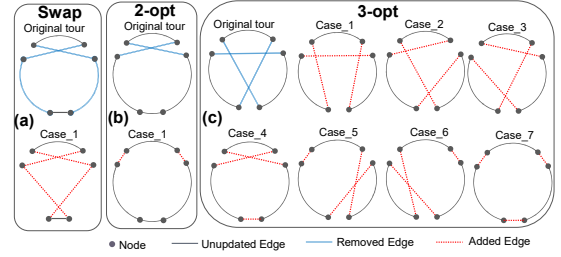 Swap
Original tour
(a)
Case_1
2-opt
Original tour
(b)
Case_1
3-opt
Original tour
Case_1
Case_2
Case_3
(c)
Case_4
Case_5
Case_6
Case_7
Node
Unupdated Edge
Removed Edge
Added Edge